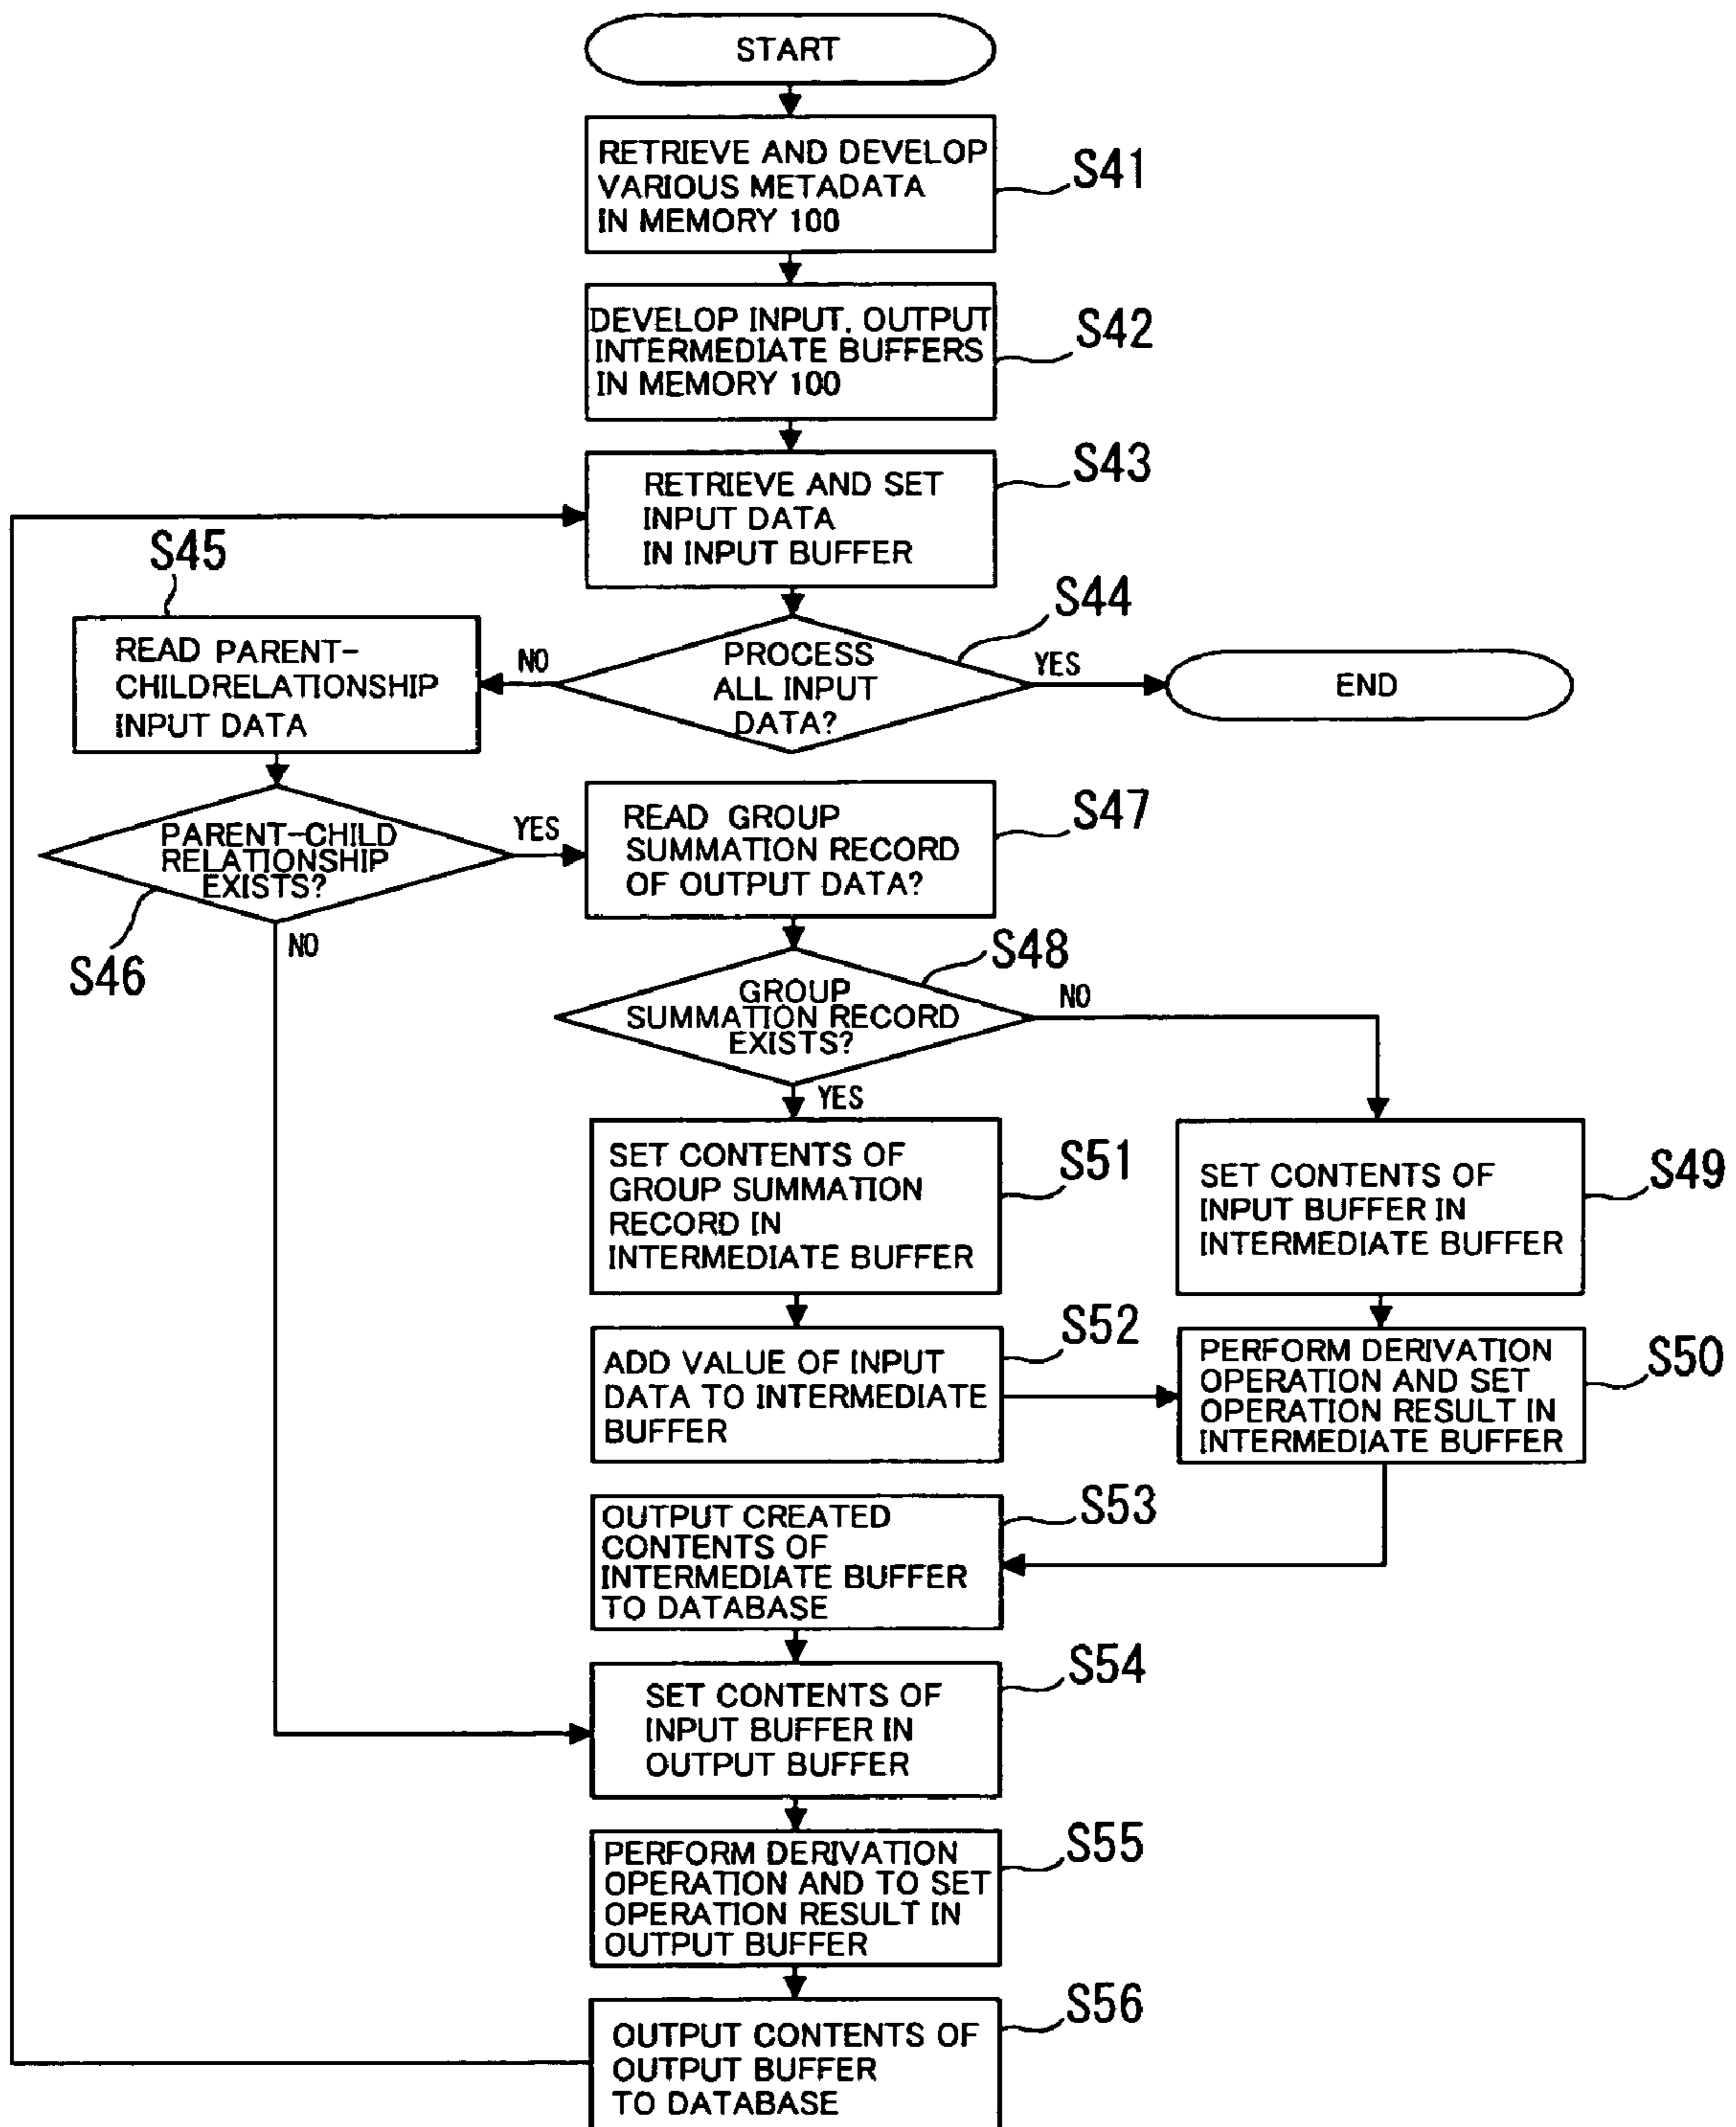 START
RETRIEVE AND DEVELOP
VARIOUS METADATA
IN MEMORY 100
S41
DEVELOP INPUT, OUTPUT
INTERMEDIATE BUFFERS
IN MEMORY 100
S42
RETRIEVE AND SET
INPUT DATA
IN INPUT BUFFER
S43
S45
READ PARENT-
CHILDRELATIONSHIP
INPUT DATA
NO
PROCESS
ALL INPUT
DATA?
S44
YES
END
PARENT-CHILD
RELATIONSHIP
EXISTS?
S46
YES
NO
READ GROUP
SUMMATION RECORD
OF OUTPUT DATA?
S47
GROUP
SUMMATION RECORD
EXISTS?
S48
NO
YES
SET CONTENTS OF
GROUP SUMMATION
RECORD IN
INTERMEDIATE BUFFER
S51
SET CONTENTS OF
INPUT BUFFER IN
INTERMEDIATE BUFFER
S49
ADD VALUE OF INPUT
DATA TO INTERMEDIATE
BUFFER
S52
PERFORM DERIVATION
OPERATION AND SET
OPERATION RESULT IN
INTERMEDIATE BUFFER
S50
OUTPUT CREATED
CONTENTS OF
INTERMEDIATE BUFFER
TO DATABASE
S53
SET CONTENTS OF
INPUT BUFFER IN
OUTPUT BUFFER
S54
PERFORM DERIVATION
OPERATION AND TO SET
OPERATION RESULT IN
OUTPUT BUFFER
S55
OUTPUT CONTENTS OF
OUTPUT BUFFER
TO DATABASE
S56